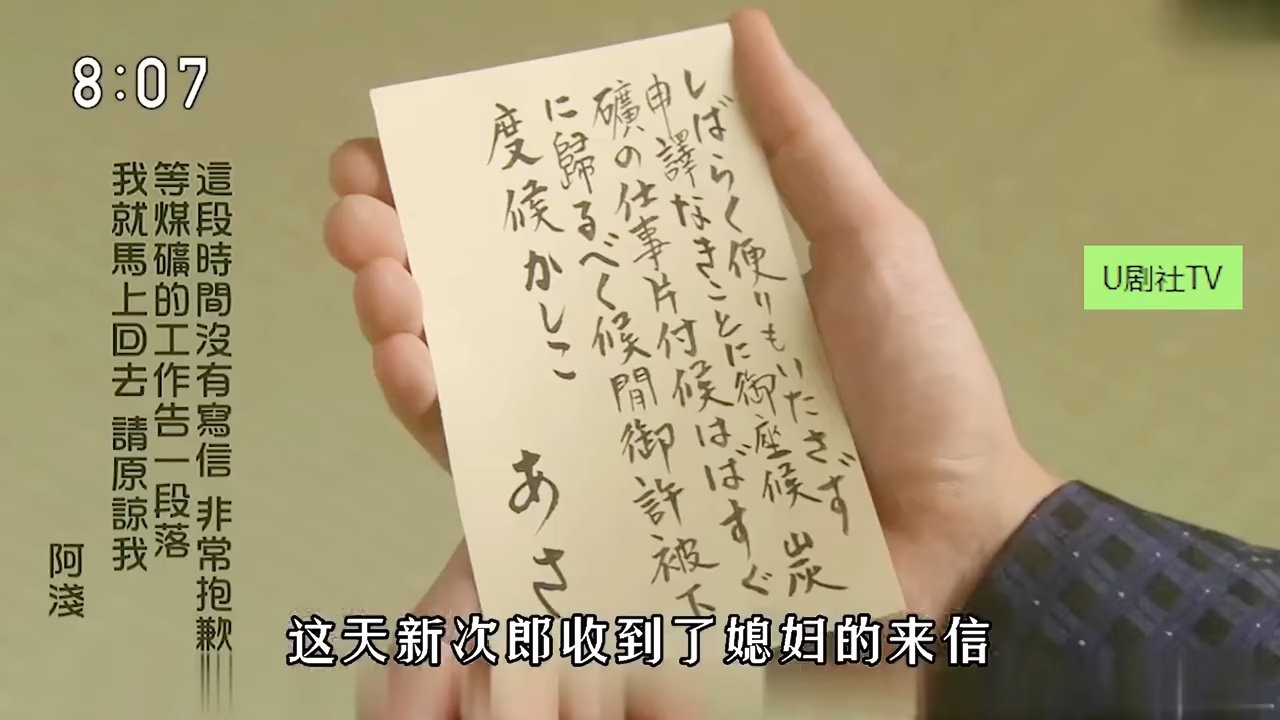 8:07
這段時間沒有寫信 非常抱歉
等煤礦的工作告一段落
我就馬上回去 請原諒我
阿淺
しばらく便りもいたさず
申譯なきことに御座候 炭
礦の仕事片付候はばすぐ
に歸るべく候間御許被下
度候かしこ
あさ
U剧社TV
这天新次郎收到了媳妇的来信